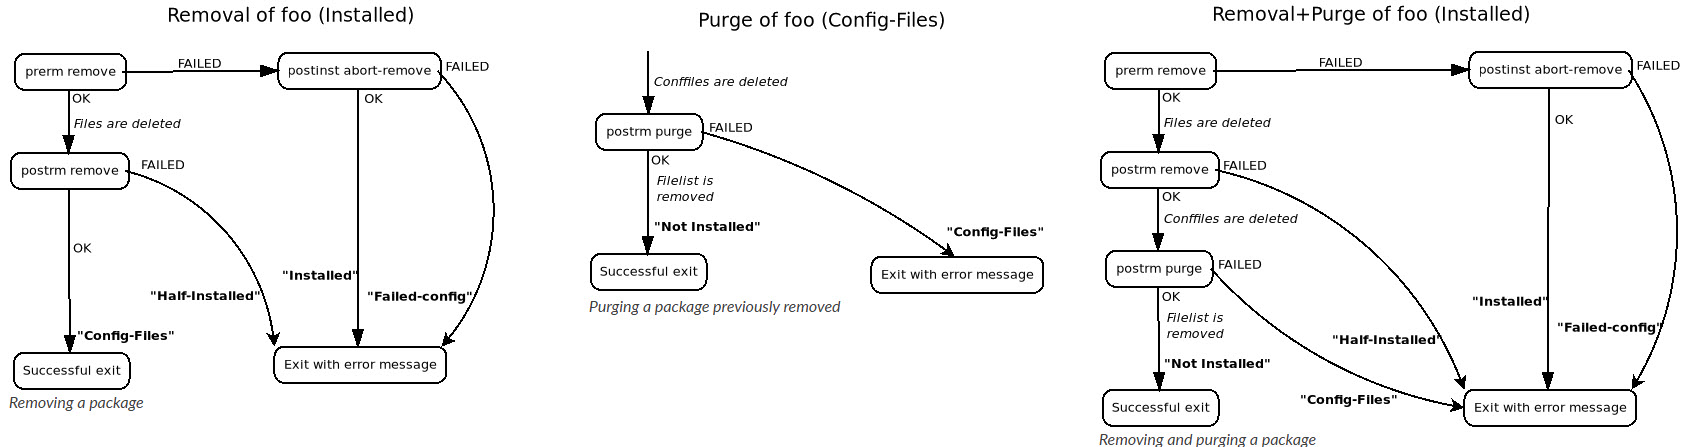 Removal of foo (Installed)
prerm remove
FAILED
postinst abort-remove
FAILED
OK
OK
Files are deleted
postrm remove
FAILED
OK
"Installed"
"Half-Installed"
"Failed-config"
"Config-Files"
Successful exit
Exit with error message
Removing a package
Purge of foo (Config-Files)
Conffiles are deleted
postrm purge
FAILED
OK
Filelist is
removed
"Not Installed"
"Config-Files"
Successful exit
Exit with error message
Purging a package previously removed
Removal+Purge of foo (Installed)
prerm remove
FAILED
postinst abort-remove
FAILED
OK
OK
Files are deleted
postrm remove
FAILED
OK
Conffiles are deleted
postrm purge
FAILED
OK
"Installed"
Filelist is
removed
"Failed-config"
"Half-Installed"
"Not Installed"
"Config-Files"
Successful exit
Exit with error message
Removing and purging a package